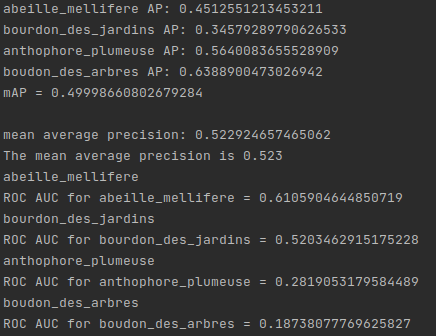 abeille_mellifere AP: 0.4512551213453211
bourdon_des_jardins AP: 0.34579289790626533
anthophore_plumeuse AP: 0.5640083655528909
boudon_des_arbres AP: 0.6388900473026942
mAP = 0.49998660802679284
mean average precision: 0.522924657465062
The mean average precision is 0.523
abeille_mellifere
ROC AUC for abeille_mellifere = 0.6105904644850719
bourdon_des_jardins
ROC AUC for bourdon_des_jardins = 0.5203462915175228
anthophore_plumeuse
ROC AUC for anthophore_plumeuse = 0.2819053179584489
boudon_des_arbres
ROC AUC for boudon_des_arbres = 0.18738077769625827